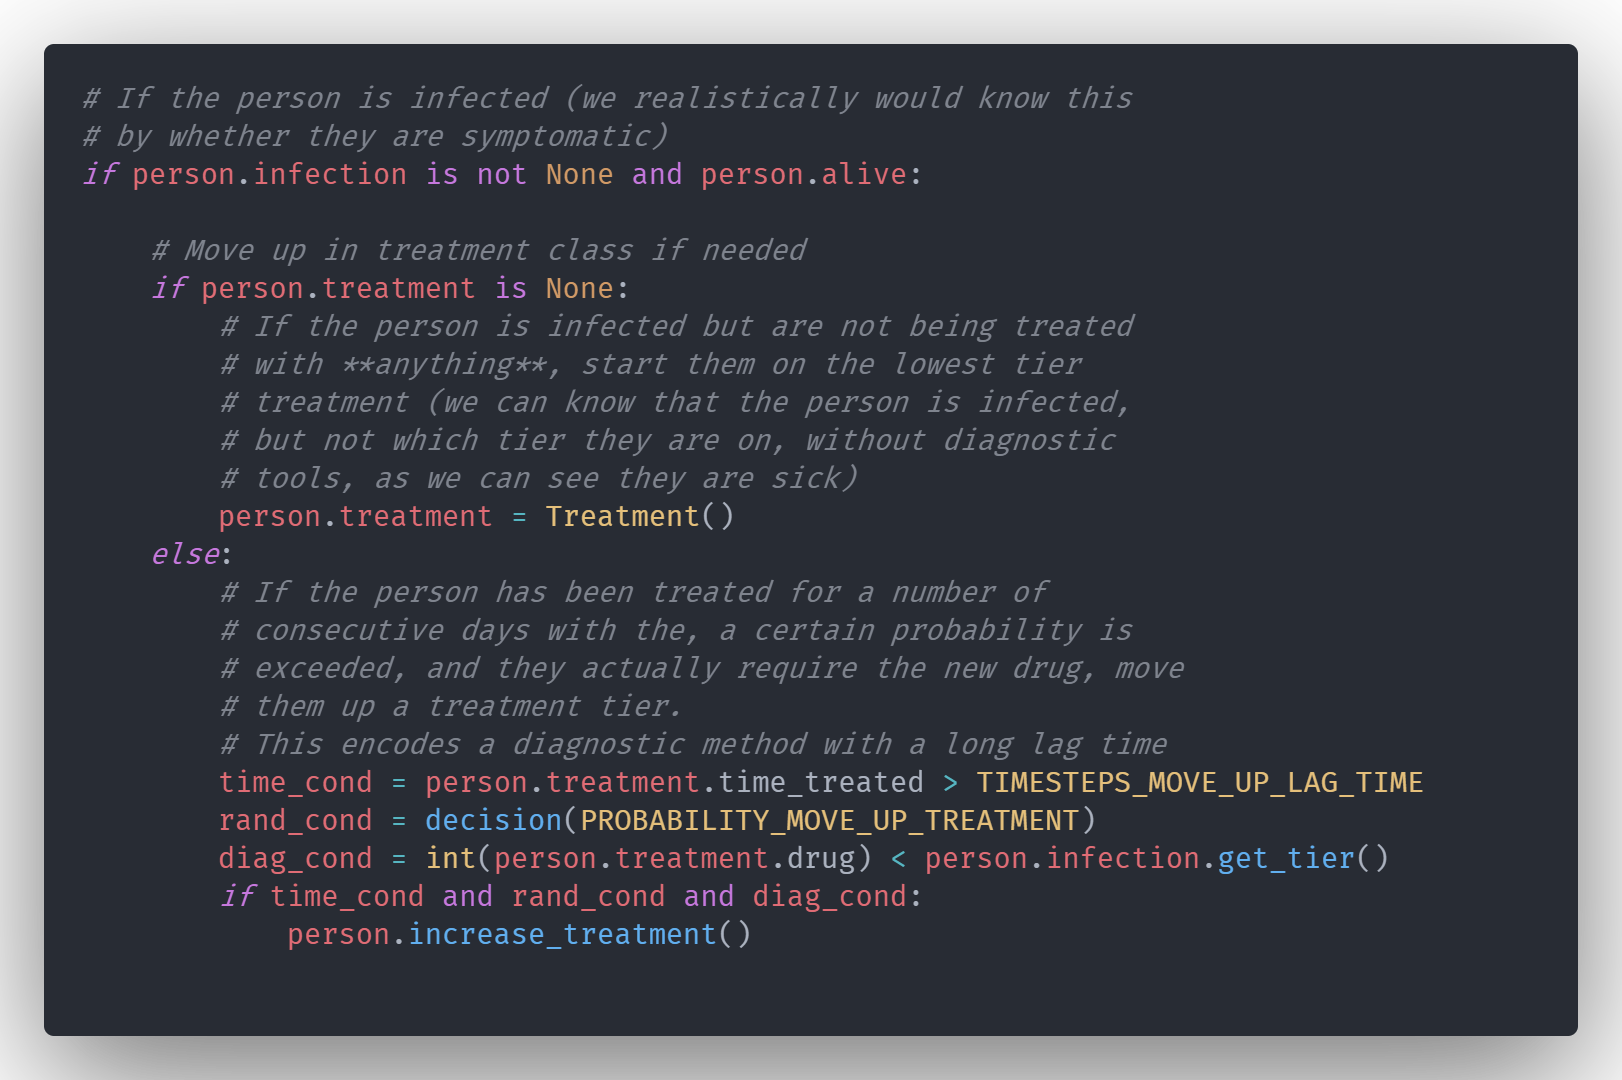 # If the person is infected (we realistically would know this
# by whether they are symptomatic)
if person.infection is not None and person.alive:

    # Move up in treatment class if needed
    if person.treatment is None:
        # If the person is infected but are not being treated
        # with **anything**, start them on the lowest tier
        # treatment (we can know that the person is infected,
        # but not which tier they are on, without diagnostic
        # tools, as we can see they are sick)
        person.treatment = Treatment()
    else:
        # If the person has been treated for a number of
        # consecutive days with the, a certain probability is
        # exceeded, and they actually require the new drug, move
        # them up a treatment tier.
        # This encodes a diagnostic method with a long lag time
        time_cond = person.treatment.time_treated > TIMESTEPS_MOVE_UP_LAG_TIME
        rand_cond = decision(PROBABILITY_MOVE_UP_TREATMENT)
        diag_cond = int(person.treatment.drug) < person.infection.get_tier()
        if time_cond and rand_cond and diag_cond:
            person.increase_treatment()